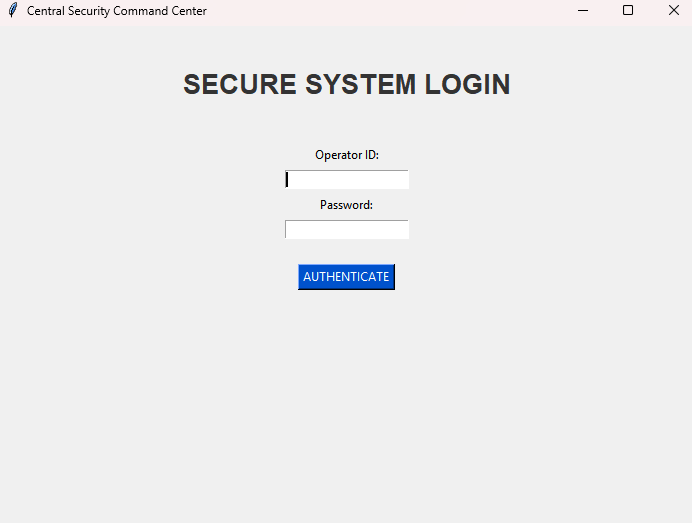 Central Security Command Center
SECURE SYSTEM LOGIN
Operator ID:
Password:
AUTHENTICATE